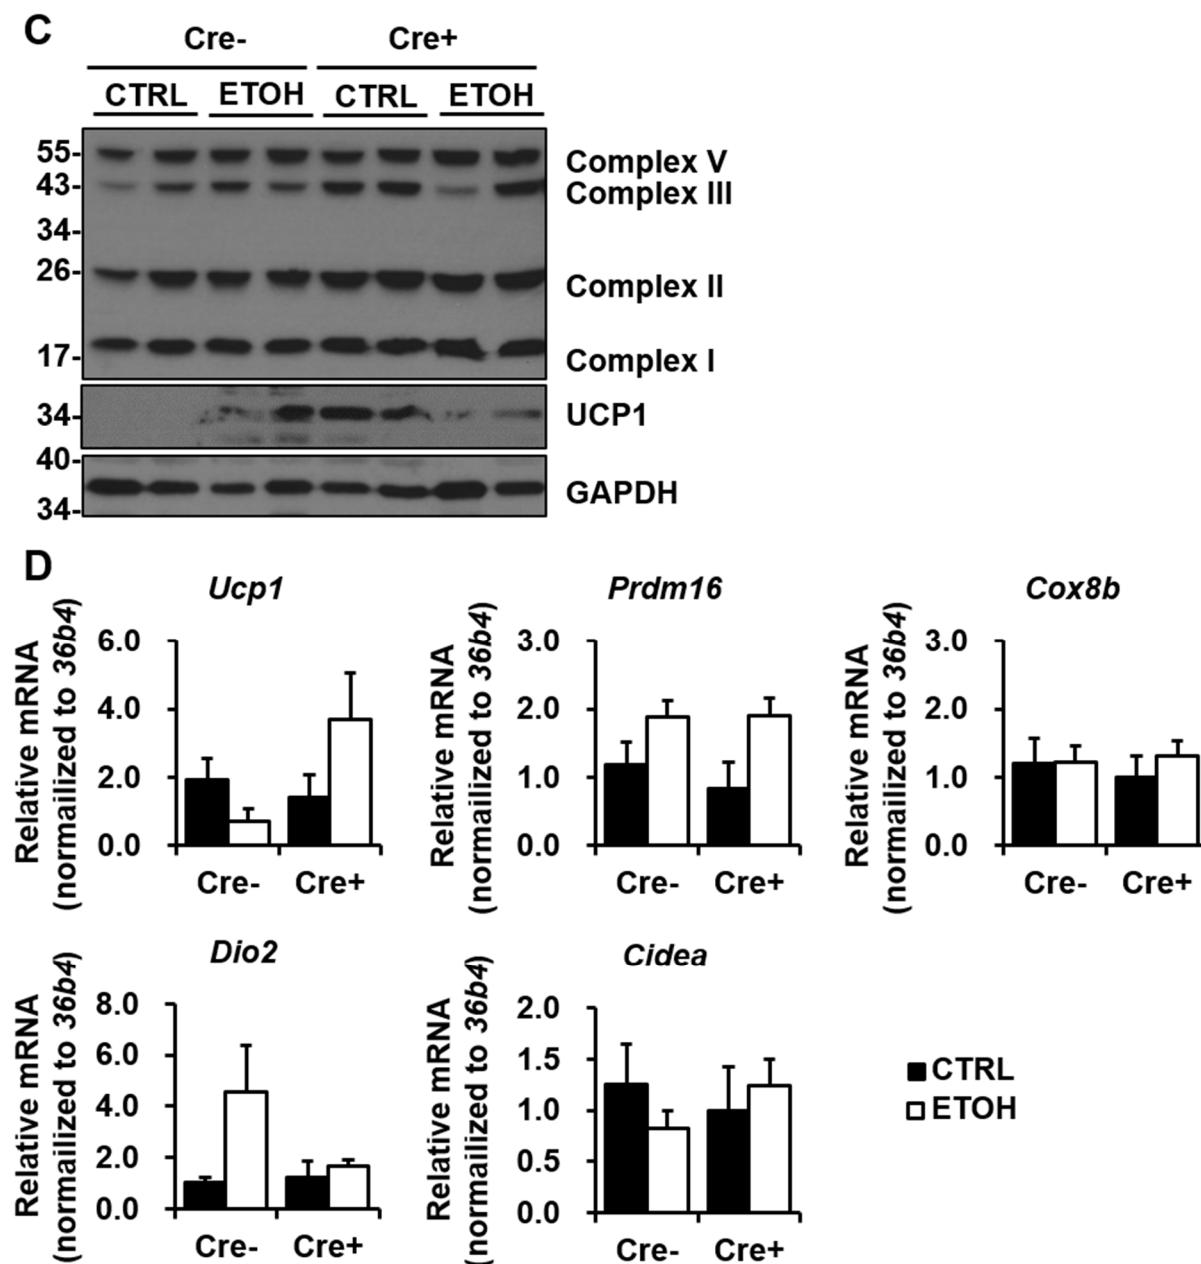 C
Cre- Cre+
CTRL ETOH CTRL ETOH
55- Complex V
43- Complex III
34-
26- Complex II
17- Complex I
34- UCP1
40-
GAPDH
34-
D
Ucp1 Prdm16 Cox8b
Relative mRNA
(normailized to 36b4)
6.0
4.0
2.0
0.0
Cre- Cre+
Relative mRNA
(normailized to 36b4)
3.0
2.0
1.0
0.0
Cre- Cre+
Relative mRNA
(normailized to 36b4)
3.0
2.0
1.0
0.0
Cre- Cre+
Dio2 Cidea
Relative mRNA
(normailized to 36b4)
8.0
6.0
4.0
2.0
0.0
Cre- Cre+
Relative mRNA
(normailized to 36b4)
2.0
1.5
1.0
0.5
0.0
Cre- Cre+
CTRL
ETOH